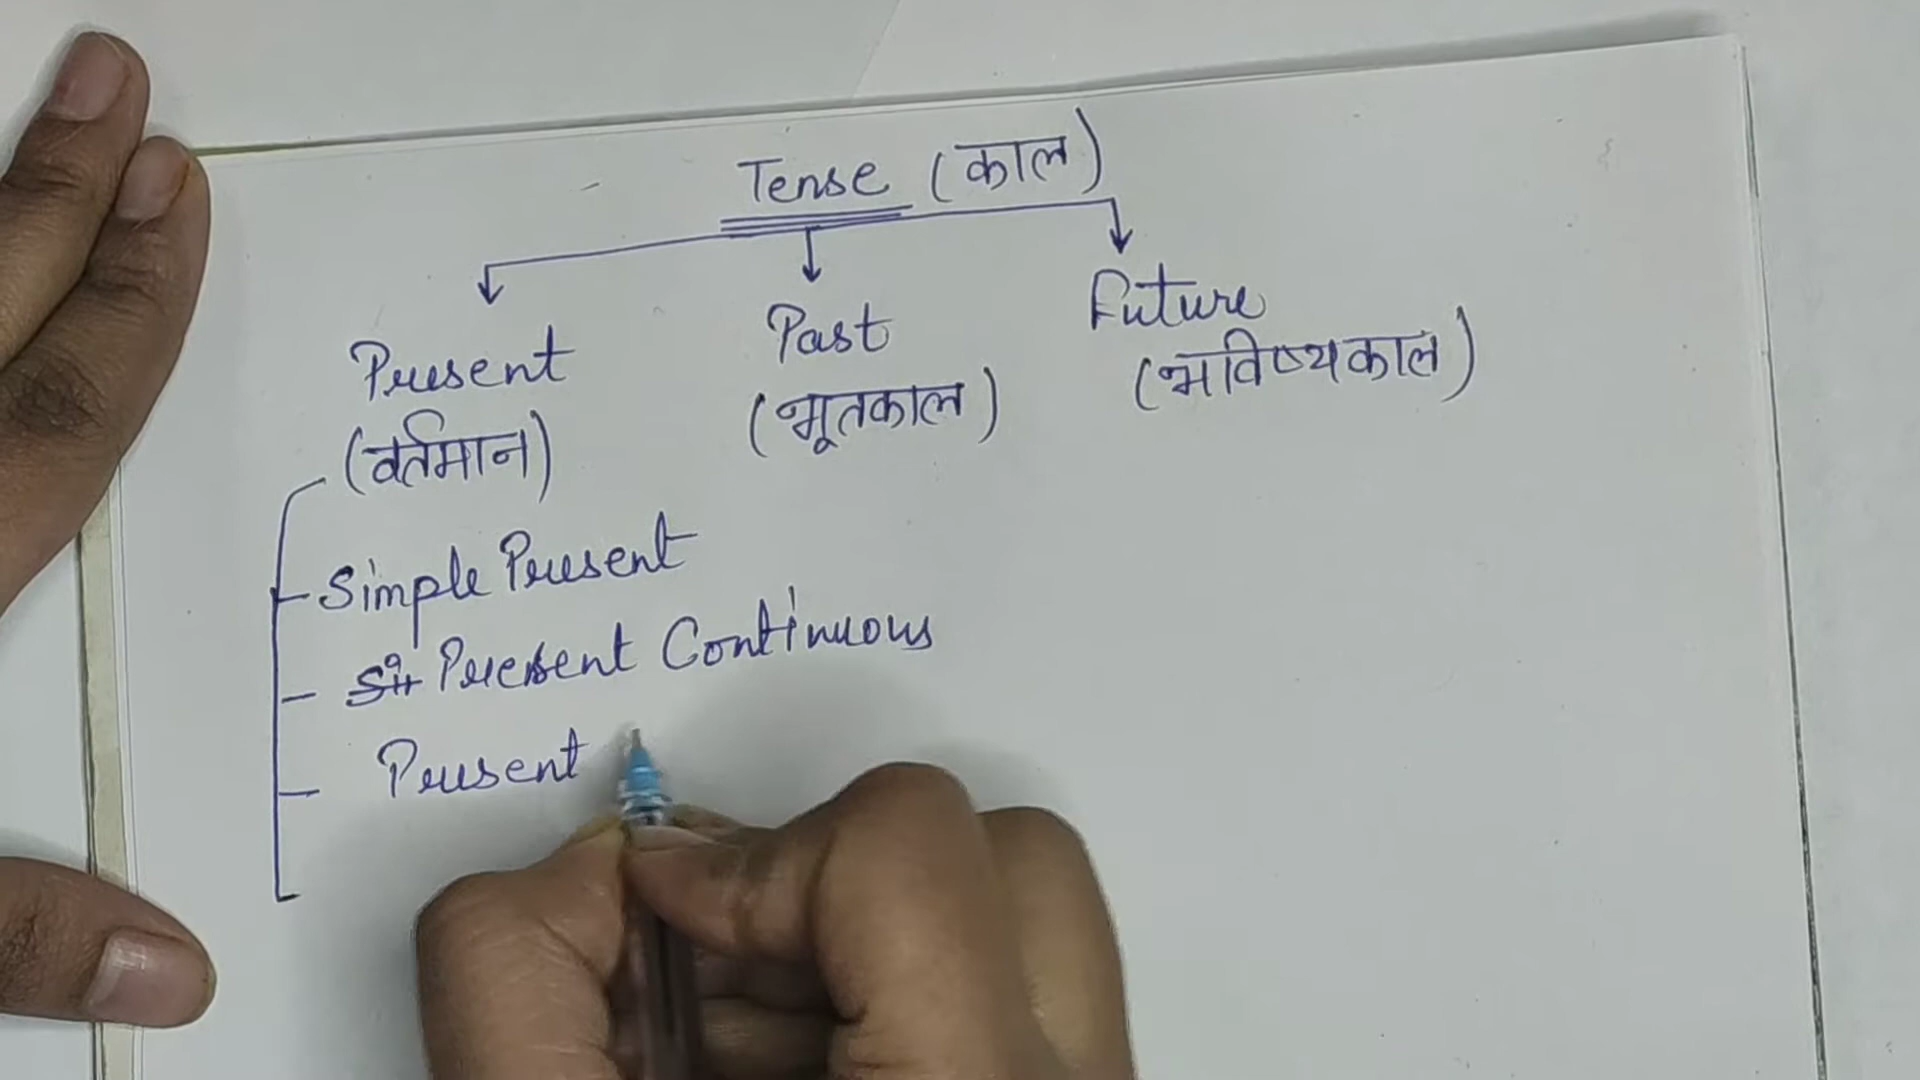 Tense (काल)
Present
(वर्तमान)
Past
(भूतकाल)
Future
(भविष्यकाल)
Simple Present
Present Continuous
Present